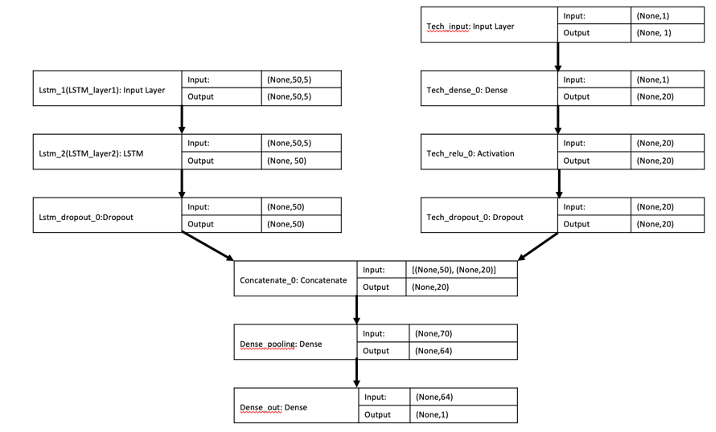 Tech_input: Input Layer
Input: (None,1)
Output (None, 1)
Lstm_1(LSTM_layer1): Input Layer
Input: (None,50,5)
Output (None,50,5)
Tech_dense_0: Dense
Input: (None,1)
Output (None,20)
Lstm_2(LSTM_layer2): LSTM
Input: (None,50,5)
Output (None, 50)
Tech_relu_0: Activation
Input: (None,20)
Output (None,20)
Lstm_dropout_0:Dropout
Input: (None,50)
Output (None,50)
Tech_dropout_0: Dropout
Input: (None,20)
Output (None,20)
Concatenate_0: Concatenate
Input: [(None,50), (None,20)]
Output (None,20)
Dense_pooling: Dense
Input: (None,70)
Output (None,64)
Dense_out: Dense
Input: (None,64)
Output (None,1)